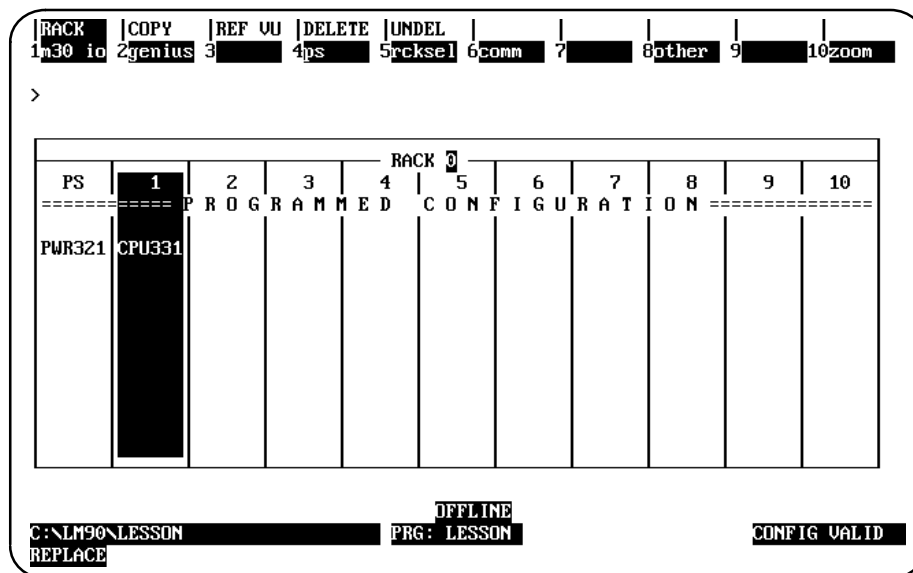 |RACK |COPY |REF VU |DELETE |UNDEL | | | | |
1m30 io 2genius 3 4ps 5rcksel 6comm 7 8other 9 10zoom
>
RACK 0
PS | 1 | 2 | 3 | 4 | 5 | 6 | 7 | 8 | 9 | 10
============ P R O G R A M M E D C O N F I G U R A T I O N ===============
PWR321 CPU331
OFFLINE
C:\LM90\LESSON PRG: LESSON CONFIG VALID
REPLACE